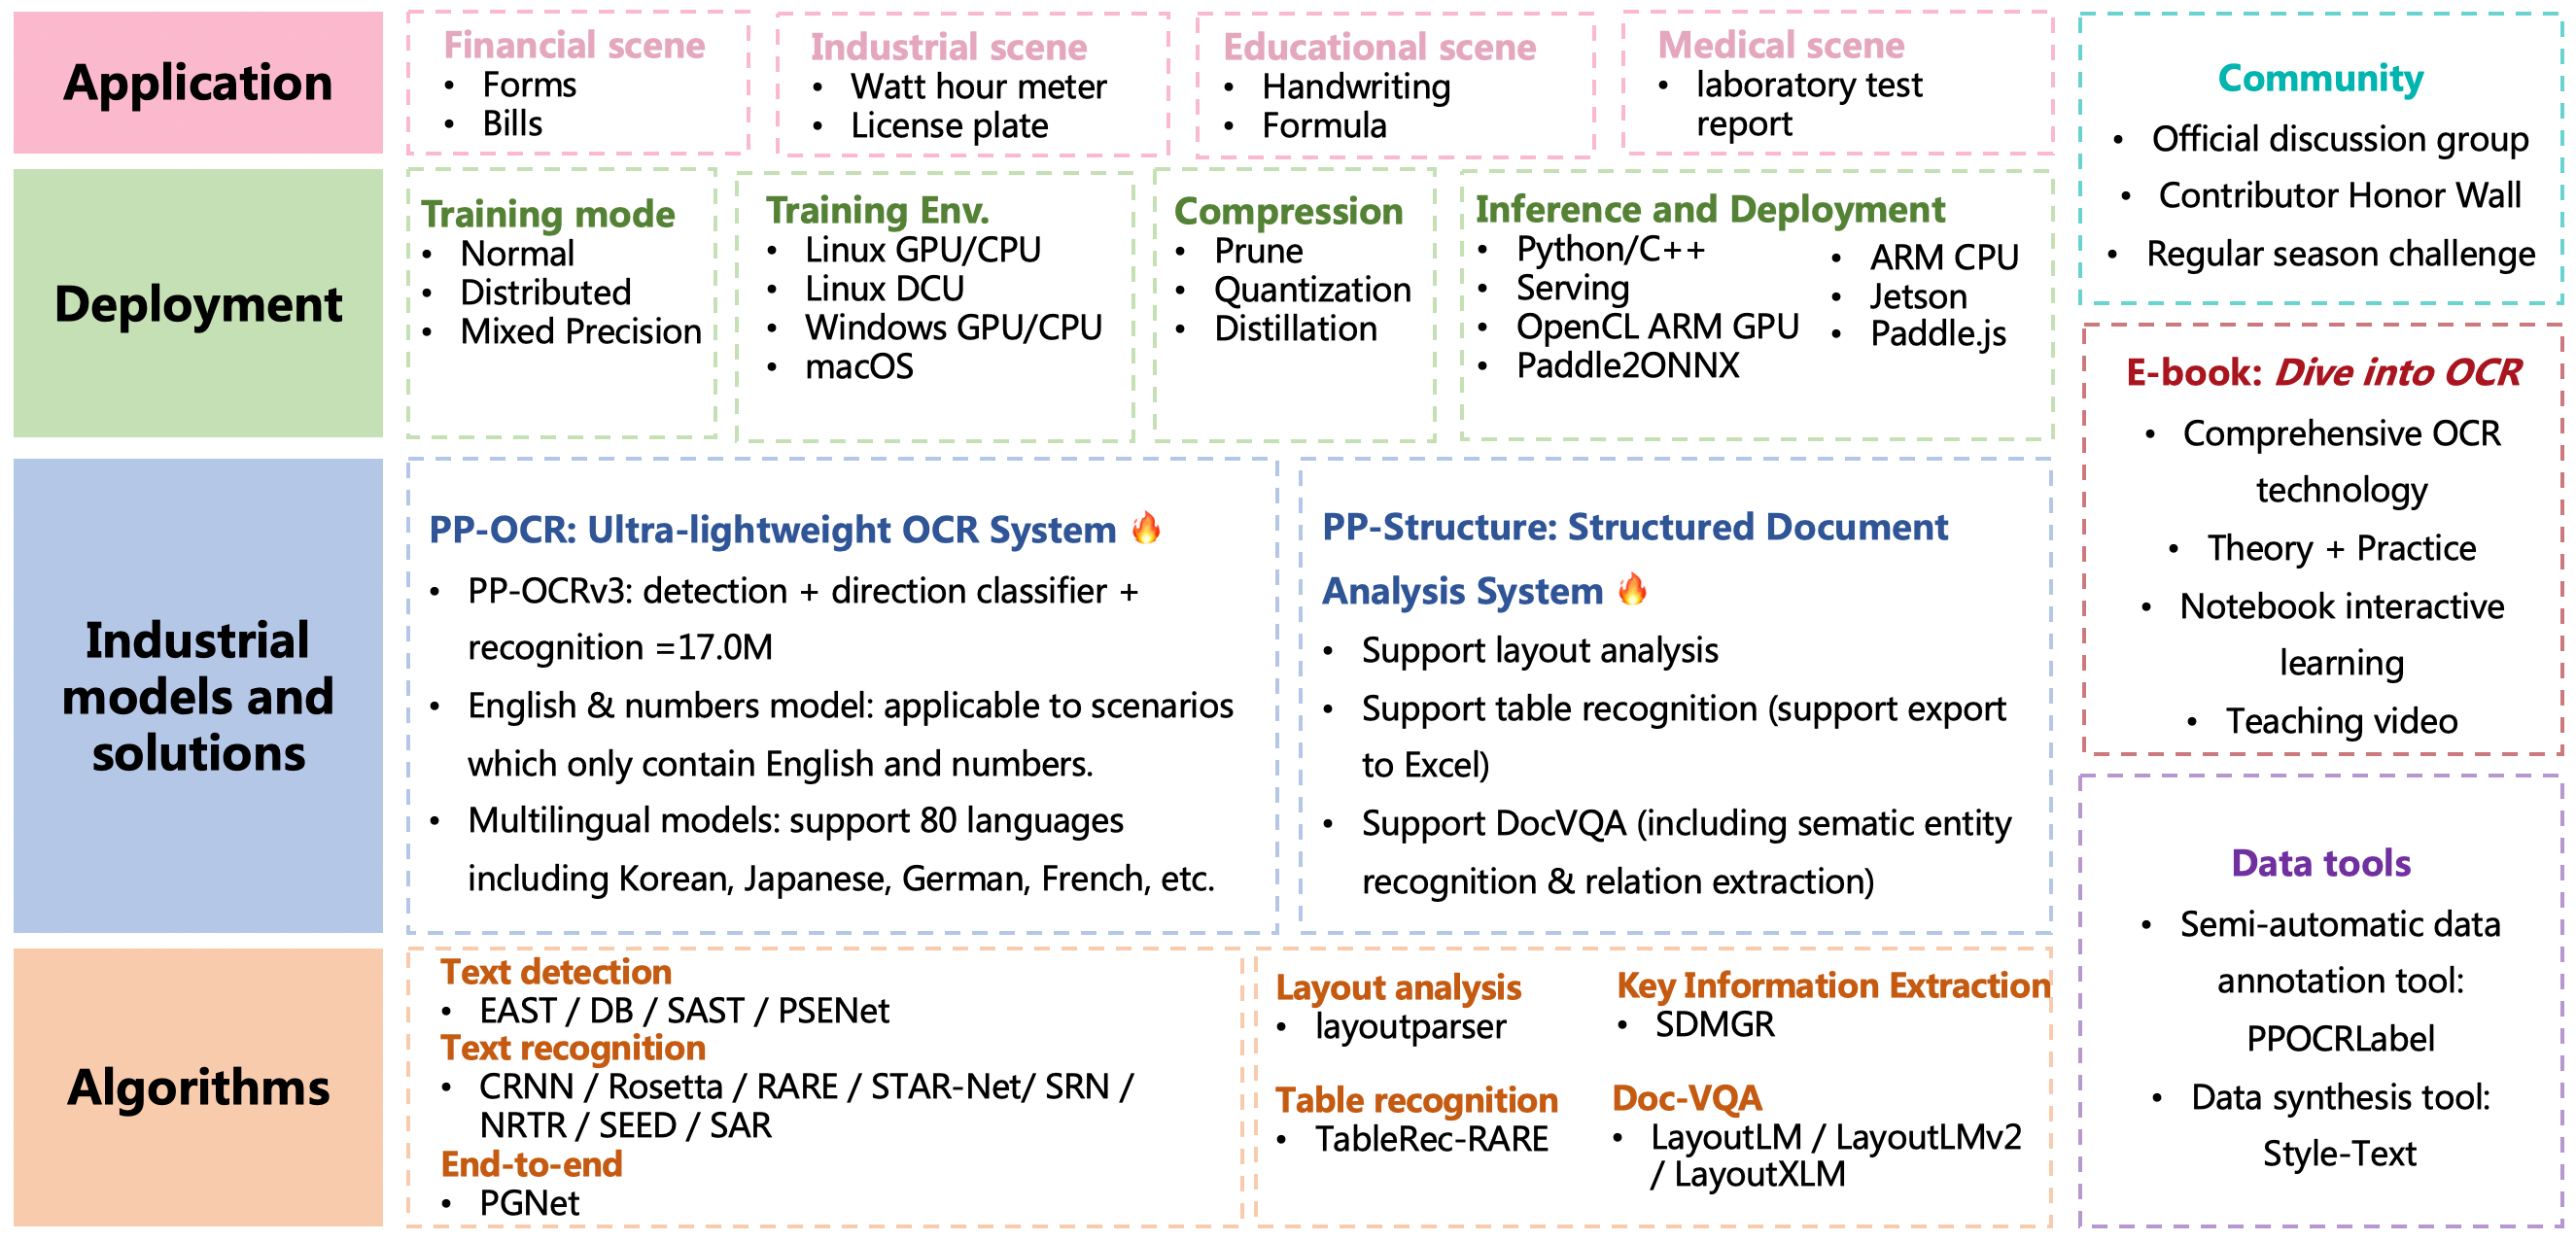 Application
Financial scene
• Forms
• Bills
Industrial scene
• Watt hour meter
• License plate
Educational scene
• Handwriting
• Formula
Medical scene
• laboratory test
report
Deployment
Training mode
• Normal
• Distributed
• Mixed Precision
Training Env.
• Linux GPU/CPU
• Linux DCU
• Windows GPU/CPU
• macOS
Compression
• Prune
• Quantization
• Distillation
Inference and Deployment
• Python/C++
• Serving
• OpenCL ARM GPU
• Paddle2ONNX
• ARM CPU
• Jetson
• Paddle.js
Industrial
models and
solutions
PP-OCR: Ultra-lightweight OCR System 🔥
• PP-OCRv3: detection + direction classifier +
recognition =17.0M
• English & numbers model: applicable to scenarios
which only contain English and numbers.
• Multilingual models: support 80 languages
including Korean, Japanese, German, French, etc.
PP-Structure: Structured Document
Analysis System 🔥
• Support layout analysis
• Support table recognition (support export
to Excel)
• Support DocVQA (including sematic entity
recognition & relation extraction)
Algorithms
Text detection
• EAST / DB / SAST / PSENet
Text recognition
• CRNN / Rosetta / RARE / STAR-Net/ SRN /
NRTR / SEED / SAR
End-to-end
• PGNet
Layout analysis
• layoutparser
Key Information Extraction
• SDMGR
Table recognition
• TableRec-RARE
Doc-VQA
• LayoutLM / LayoutLMv2
/ LayoutXLM
Community
• Official discussion group
• Contributor Honor Wall
• Regular season challenge
E-book: Dive into OCR
• Comprehensive OCR
technology
• Theory + Practice
• Notebook interactive
learning
• Teaching video
Data tools
• Semi-automatic data
annotation tool:
PPOCRLabel
• Data synthesis tool:
Style-Text